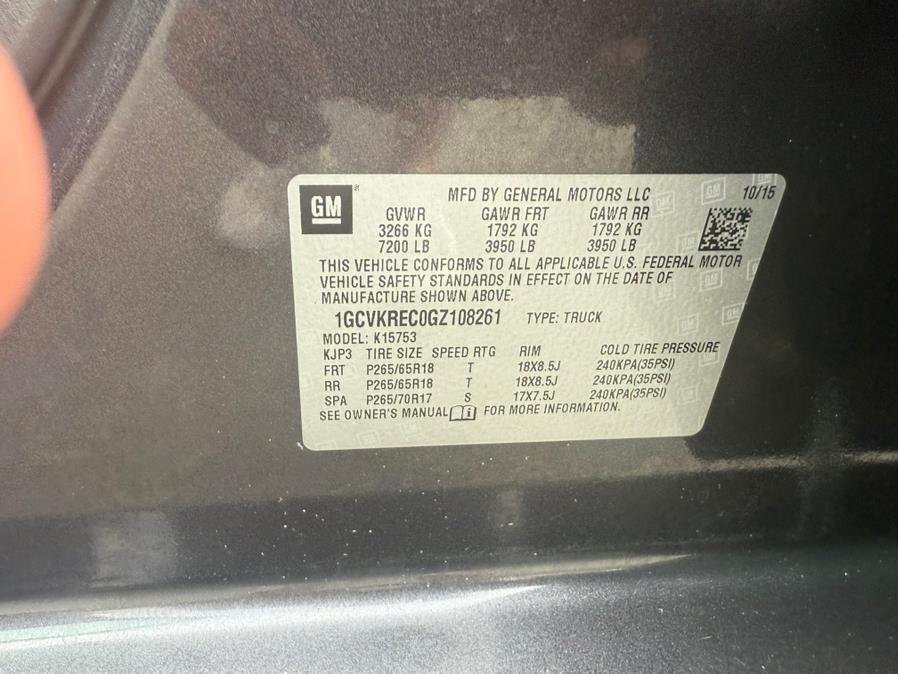 GM
MFD BY GENERAL MOTORS LLC 10/15
GVWR GAWR FRT GAWR RR
3266 KG 1792 KG 1792 KG
7200 LB 3950 LB 3950 LB
THIS VEHICLE CONFORMS TO ALL APPLICABLE U.S. FEDERAL MOTOR
VEHICLE SAFETY STANDARDS IN EFFECT ON THE DATE OF
MANUFACTURE SHOWN ABOVE.
1GCVKREC0GZ108261 TYPE: TRUCK
MODEL: K15753
KJP3 TIRE SIZE SPEED RTG RIM COLD TIRE PRESSURE
FRT P265/65R18 T 18X8.5J 240KPA(35PSI)
RR P265/65R18 T 18X8.5J 240KPA(35PSI)
SPA P265/70R17 S 17X7.5J 240KPA(35PSI)
SEE OWNER'S MANUAL FOR MORE INFORMATION.